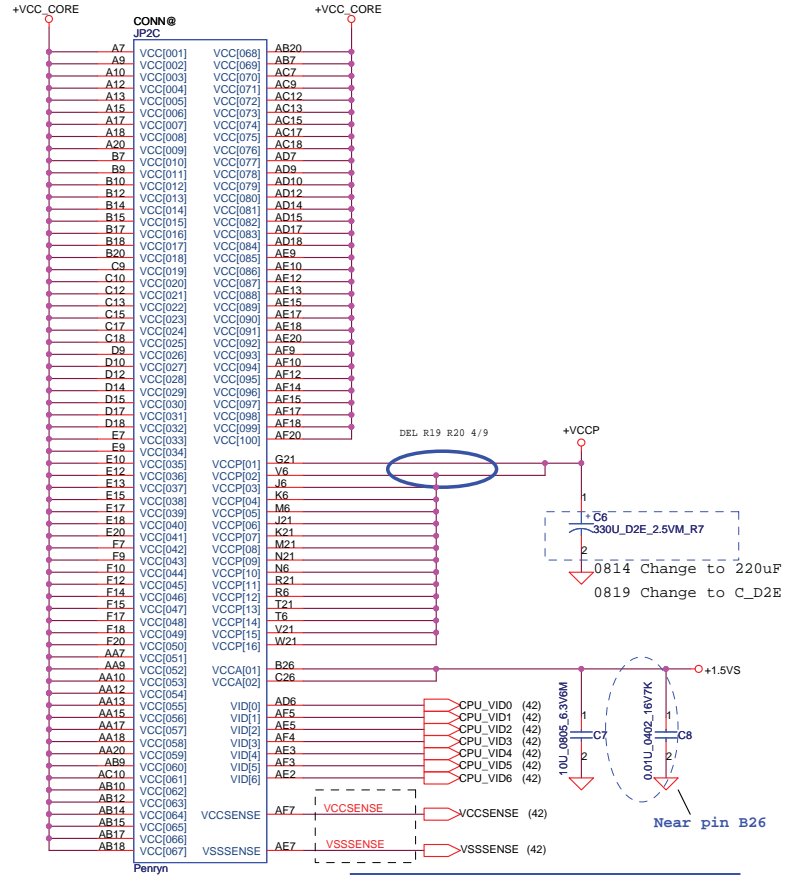 +VCC_CORE +VCC_CORE
CONN@
JP2C
A7 VCC[001] VCC[068] AB20
A9 VCC[002] VCC[069] AB7
A10 VCC[003] VCC[070] AC7
A12 VCC[004] VCC[071] AC9
A13 VCC[005] VCC[072] AC12
A15 VCC[006] VCC[073] AC13
A17 VCC[007] VCC[074] AC15
A18 VCC[008] VCC[075] AC17
A20 VCC[009] VCC[076] AC18
B7 VCC[010] VCC[077] AD7
B9 VCC[011] VCC[078] AD9
B10 VCC[012] VCC[079] AD10
B12 VCC[013] VCC[080] AD12
B14 VCC[014] VCC[081] AD14
B15 VCC[015] VCC[082] AD15
B17 VCC[016] VCC[083] AD17
B18 VCC[017] VCC[084] AD18
B20 VCC[018] VCC[085] AE9
C9 VCC[019] VCC[086] AE10
C10 VCC[020] VCC[087] AE12
C12 VCC[021] VCC[088] AE13
C13 VCC[022] VCC[089] AE15
C15 VCC[023] VCC[090] AE17
C17 VCC[024] VCC[091] AE18
C18 VCC[025] VCC[092] AE20
D9 VCC[026] VCC[093] AF9
D10 VCC[027] VCC[094] AF10
D12 VCC[028] VCC[095] AF12
D14 VCC[029] VCC[096] AF14
D15 VCC[030] VCC[097] AF15
D17 VCC[031] VCC[098] AF17
D18 VCC[032] VCC[099] AF18
E7 VCC[033] VCC[100] AF20
E9 VCC[034]
E10 VCC[035] VCCP[01] G21
E12 VCC[036] VCCP[02] V6
E13 VCC[037] VCCP[03] J6
E15 VCC[038] VCCP[04] K6
E17 VCC[039] VCCP[05] M6
E18 VCC[040] VCCP[06] J21
E20 VCC[041] VCCP[07] K21
F7 VCC[042] VCCP[08] M21
F9 VCC[043] VCCP[09] N21
F10 VCC[044] VCCP[10] N6
F12 VCC[045] VCCP[11] R21
F14 VCC[046] VCCP[12] R6
F15 VCC[047] VCCP[13] T21
F17 VCC[048] VCCP[14] T6
F18 VCC[049] VCCP[15] V21
F20 VCC[050] VCCP[16] W21
AA7 VCC[051]
AA9 VCC[052] VCCA[01] B26
AA10 VCC[053] VCCA[02] C26
AA12 VCC[054]
AA13 VCC[055] VID[0] AD6 CPU_VID0 (42)
AA15 VCC[056] VID[1] AF5 CPU_VID1 (42)
AA17 VCC[057] VID[2] AE5 CPU_VID2 (42)
AA18 VCC[058] VID[3] AF4 CPU_VID3 (42)
AA20 VCC[059] VID[4] AE3 CPU_VID4 (42)
AB9 VCC[060] VID[5] AF3 CPU_VID5 (42)
AC10 VCC[061] VID[6] AE2 CPU_VID6 (42)
AB10 VCC[062]
AB12 VCC[063]
AB14 VCC[064] VCCSENSE AF7 VCCSENSE VCCSENSE (42)
AB15 VCC[065]
AB17 VCC[066]
AB18 VCC[067] VSSSENSE AE7 VSSSENSE VSSSENSE (42)
Penryn
DEL R19 R20 4/9
+VCCP
1
+ C6
330U_D2E_2.5VM_R7
2
0814 Change to 220uF
0819 Change to C_D2E
+1.5VS
1
C7
10U_0805_6.3V6M
2
1
C8
0.01U_0402_16V7K
2
Near pin B26